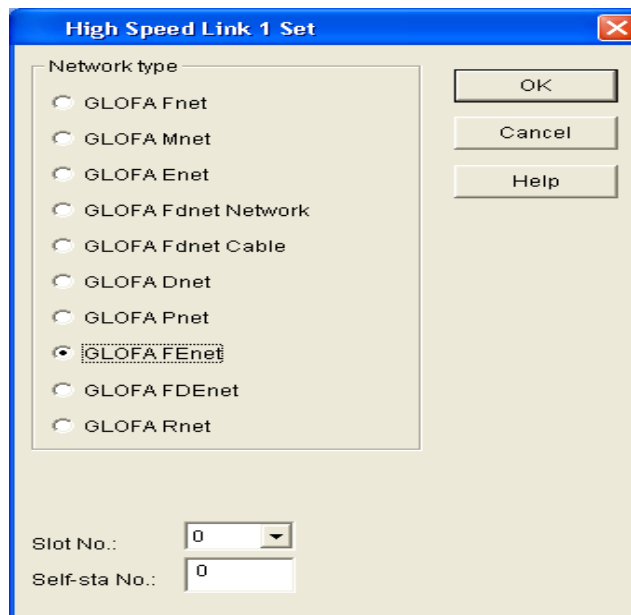 High Speed Link 1 Set
Network type
GLOFA Fnet
GLOFA Mnet
GLOFA Enet
GLOFA Fdnet Network
GLOFA Fdnet Cable
GLOFA Dnet
GLOFA Pnet
GLOFA FEnet
GLOFA FDEnet
GLOFA Rnet
OK
Cancel
Help
Slot No.: 0
Self-sta No.: 0